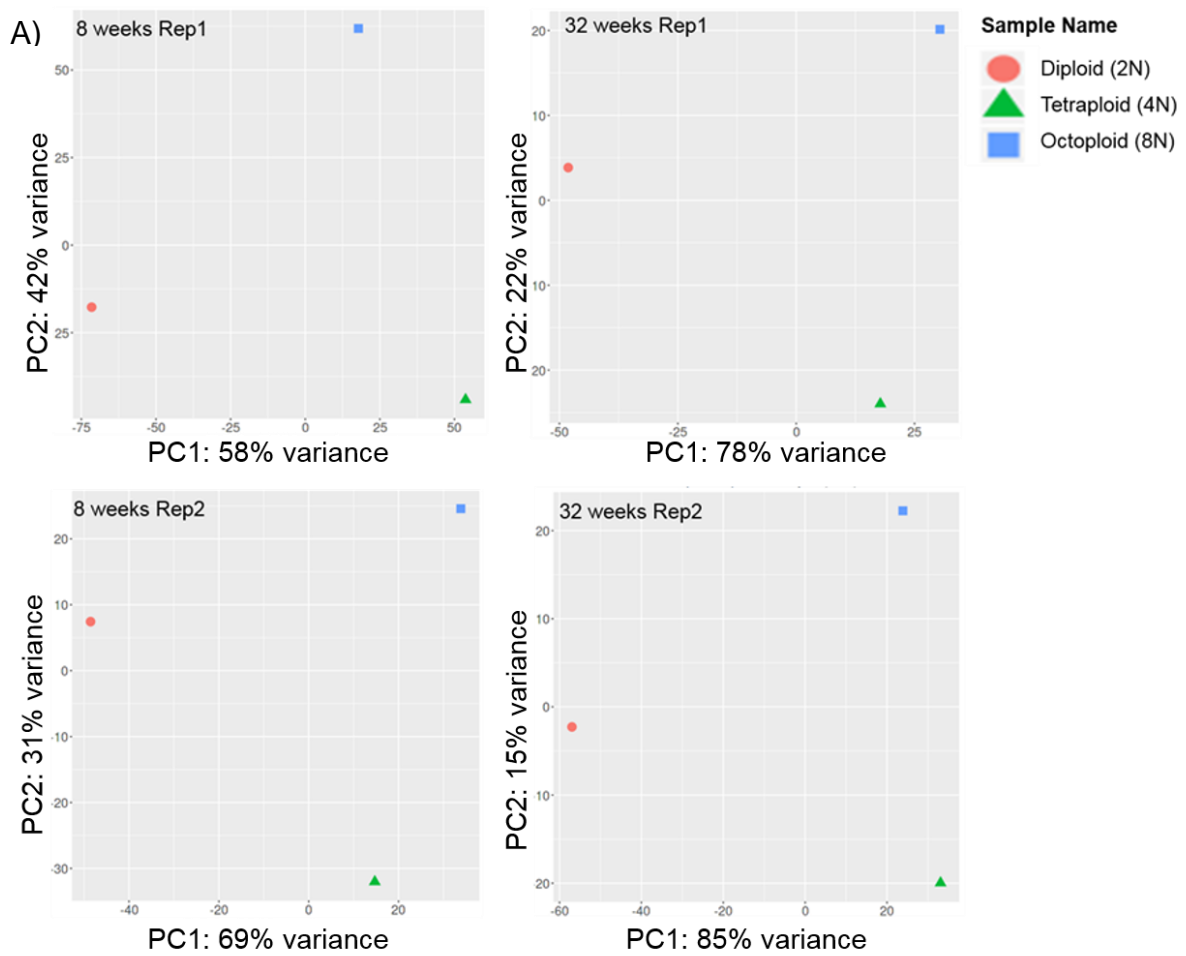 A)
8 weeks Rep1
50
25
0
25
-75
-50
-25
0
25
50
PC2: 42% variance
PC1: 58% variance
32 weeks Rep1
20
10
0
10
20
-50
-25
0
25
PC2: 22% variance
PC1: 78% variance
Sample Name
Diploid (2N)
Tetraploid (4N)
Octoploid (8N)
8 weeks Rep2
20
10
0
-10
-20
-30
-40
-20
0
20
PC2: 31% variance
PC1: 69% variance
32 weeks Rep2
20
10
0
10
20
-60
-40
-20
0
20
PC2: 15% variance
PC1: 85% variance